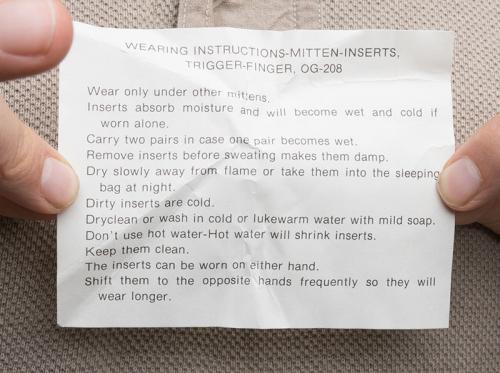 WEARING INSTRUCTIONS-MITTEN-INSERTS,
TRIGGER-FINGER, OG-208
Wear only under other mittens.
Inserts absorb moisture and will become wet and cold if
worn alone.
Carry two pairs in case one pair becomes wet.
Remove inserts before sweating makes them damp.
Dry slowly away from flame or take them into the sleeping
bag at night.
Dirty inserts are cold.
Dryclean or wash in cold or lukewarm water with mild soap.
Don't use hot water-Hot water will shrink inserts.
Keep them clean.
The inserts can be worn on either hand.
Shift them to the opposite hands frequently so they will
wear longer.